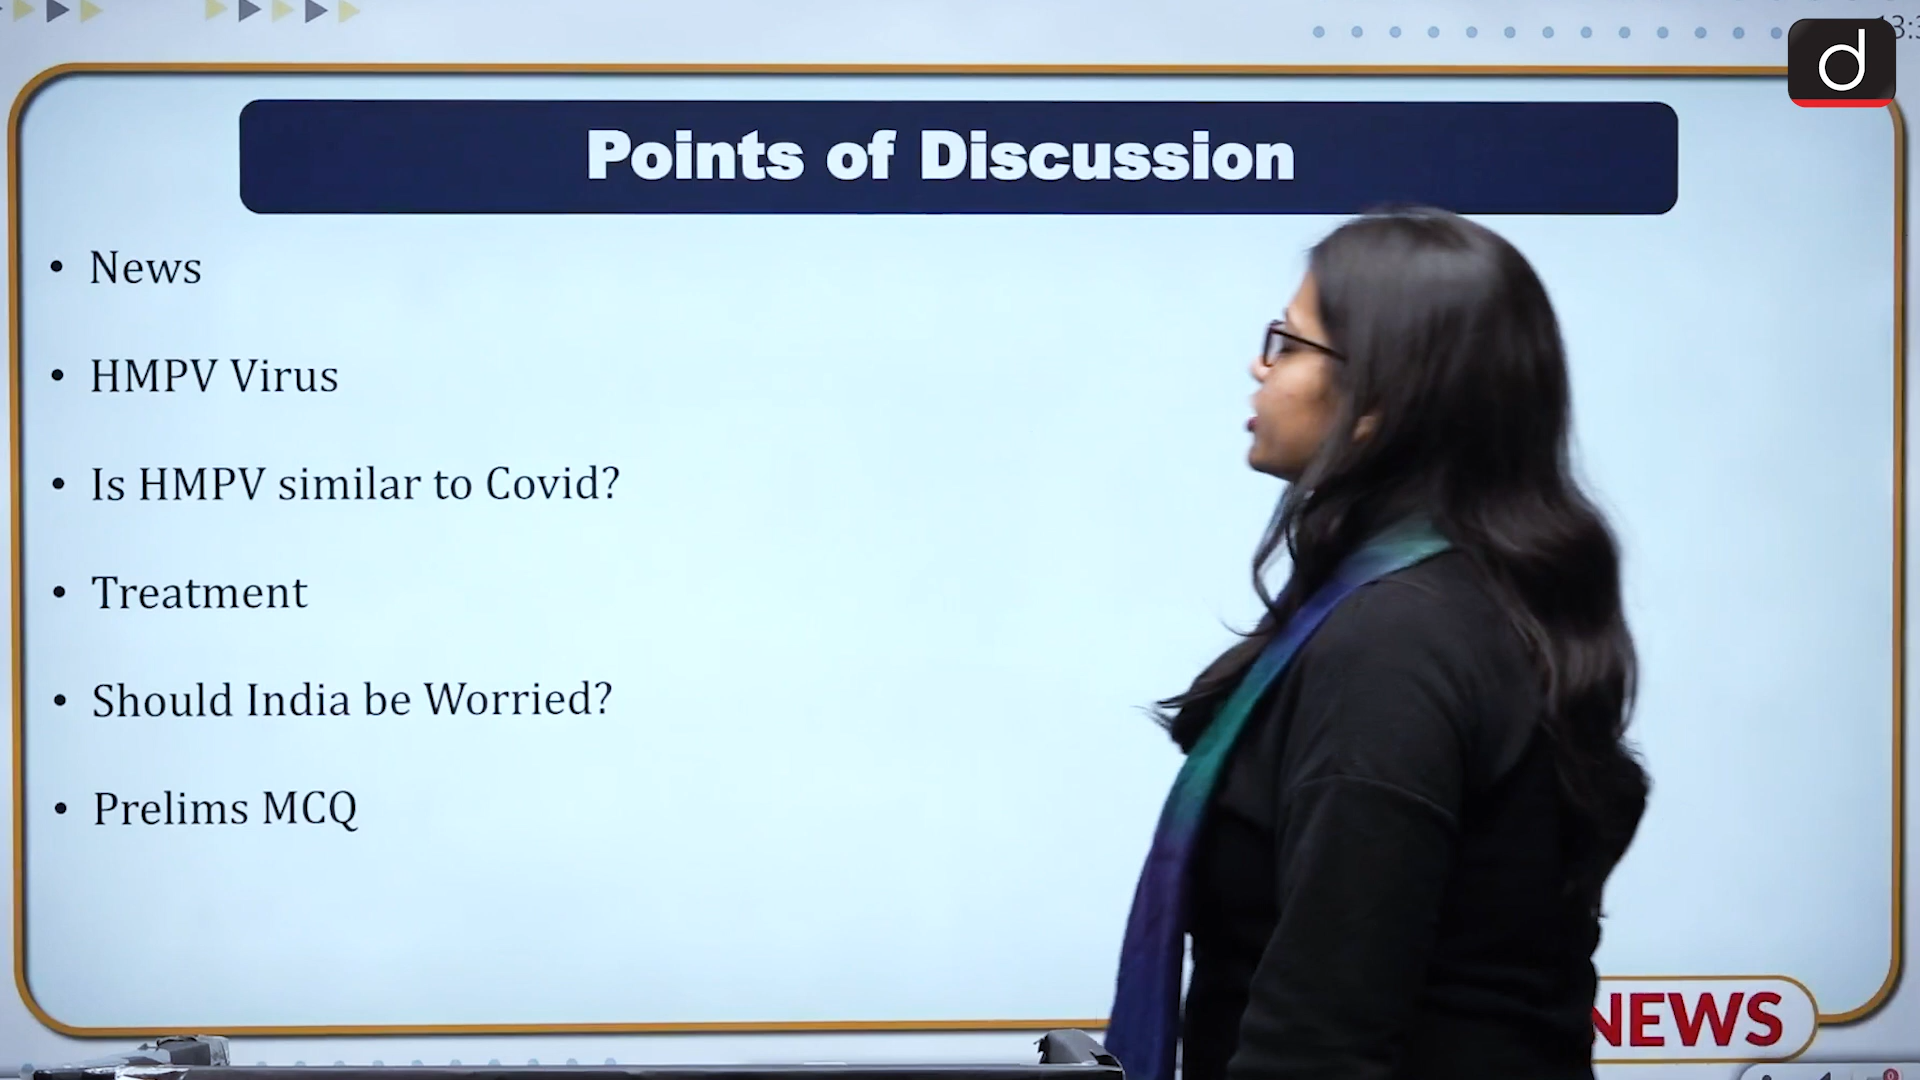 Points of Discussion
• News
• HMPV Virus
• Is HMPV similar to Covid?
• Treatment
• Should India be Worried?
• Prelims MCQ
NEWS
d